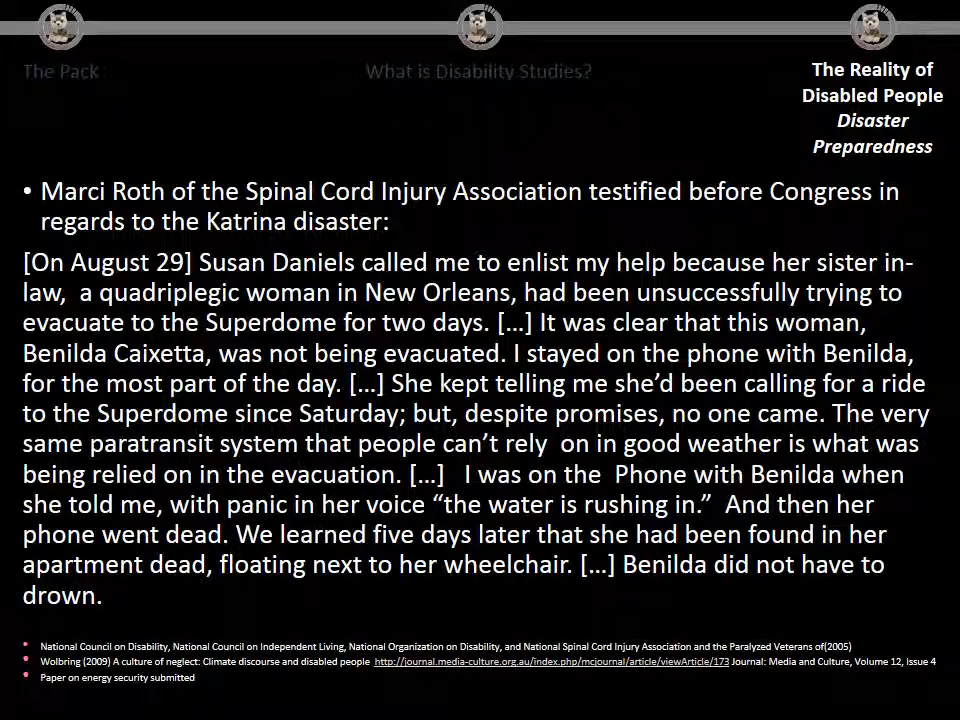 The Pack
What is Disability Studies?
The Reality of
Disabled People
Disaster
Preparedness
• Marci Roth of the Spinal Cord Injury Association testified before Congress in
regards to the Katrina disaster:
[On August 29] Susan Daniels called me to enlist my help because her sister in-
law,  a quadriplegic woman in New Orleans, had been unsuccessfully trying to
evacuate to the Superdome for two days. […] It was clear that this woman,
Benilda Caixetta, was not being evacuated. I stayed on the phone with Benilda,
for the most part of the day. […] She kept telling me she’d been calling for a ride
to the Superdome since Saturday; but, despite promises, no one came. The very
same paratransit system that people can’t rely  on in good weather is what was
being relied on in the evacuation. […]   I was on the  Phone with Benilda when
she told me, with panic in her voice “the water is rushing in.”  And then her
phone went dead. We learned five days later that she had been found in her
apartment dead, floating next to her wheelchair. […] Benilda did not have to
drown.
• National Council on Disability, National Council on Independent Living, National Organization on Disability, and National Spinal Cord Injury Association and the Paralyzed Veterans of(2005)
• Wolbring (2009) A culture of neglect: Climate discourse and disabled people  http://journal.media-culture.org.au/index.php/mcjournal/article/viewArticle/173 Journal: Media and Culture, Volume 12, Issue 4
• Paper on energy security submitted